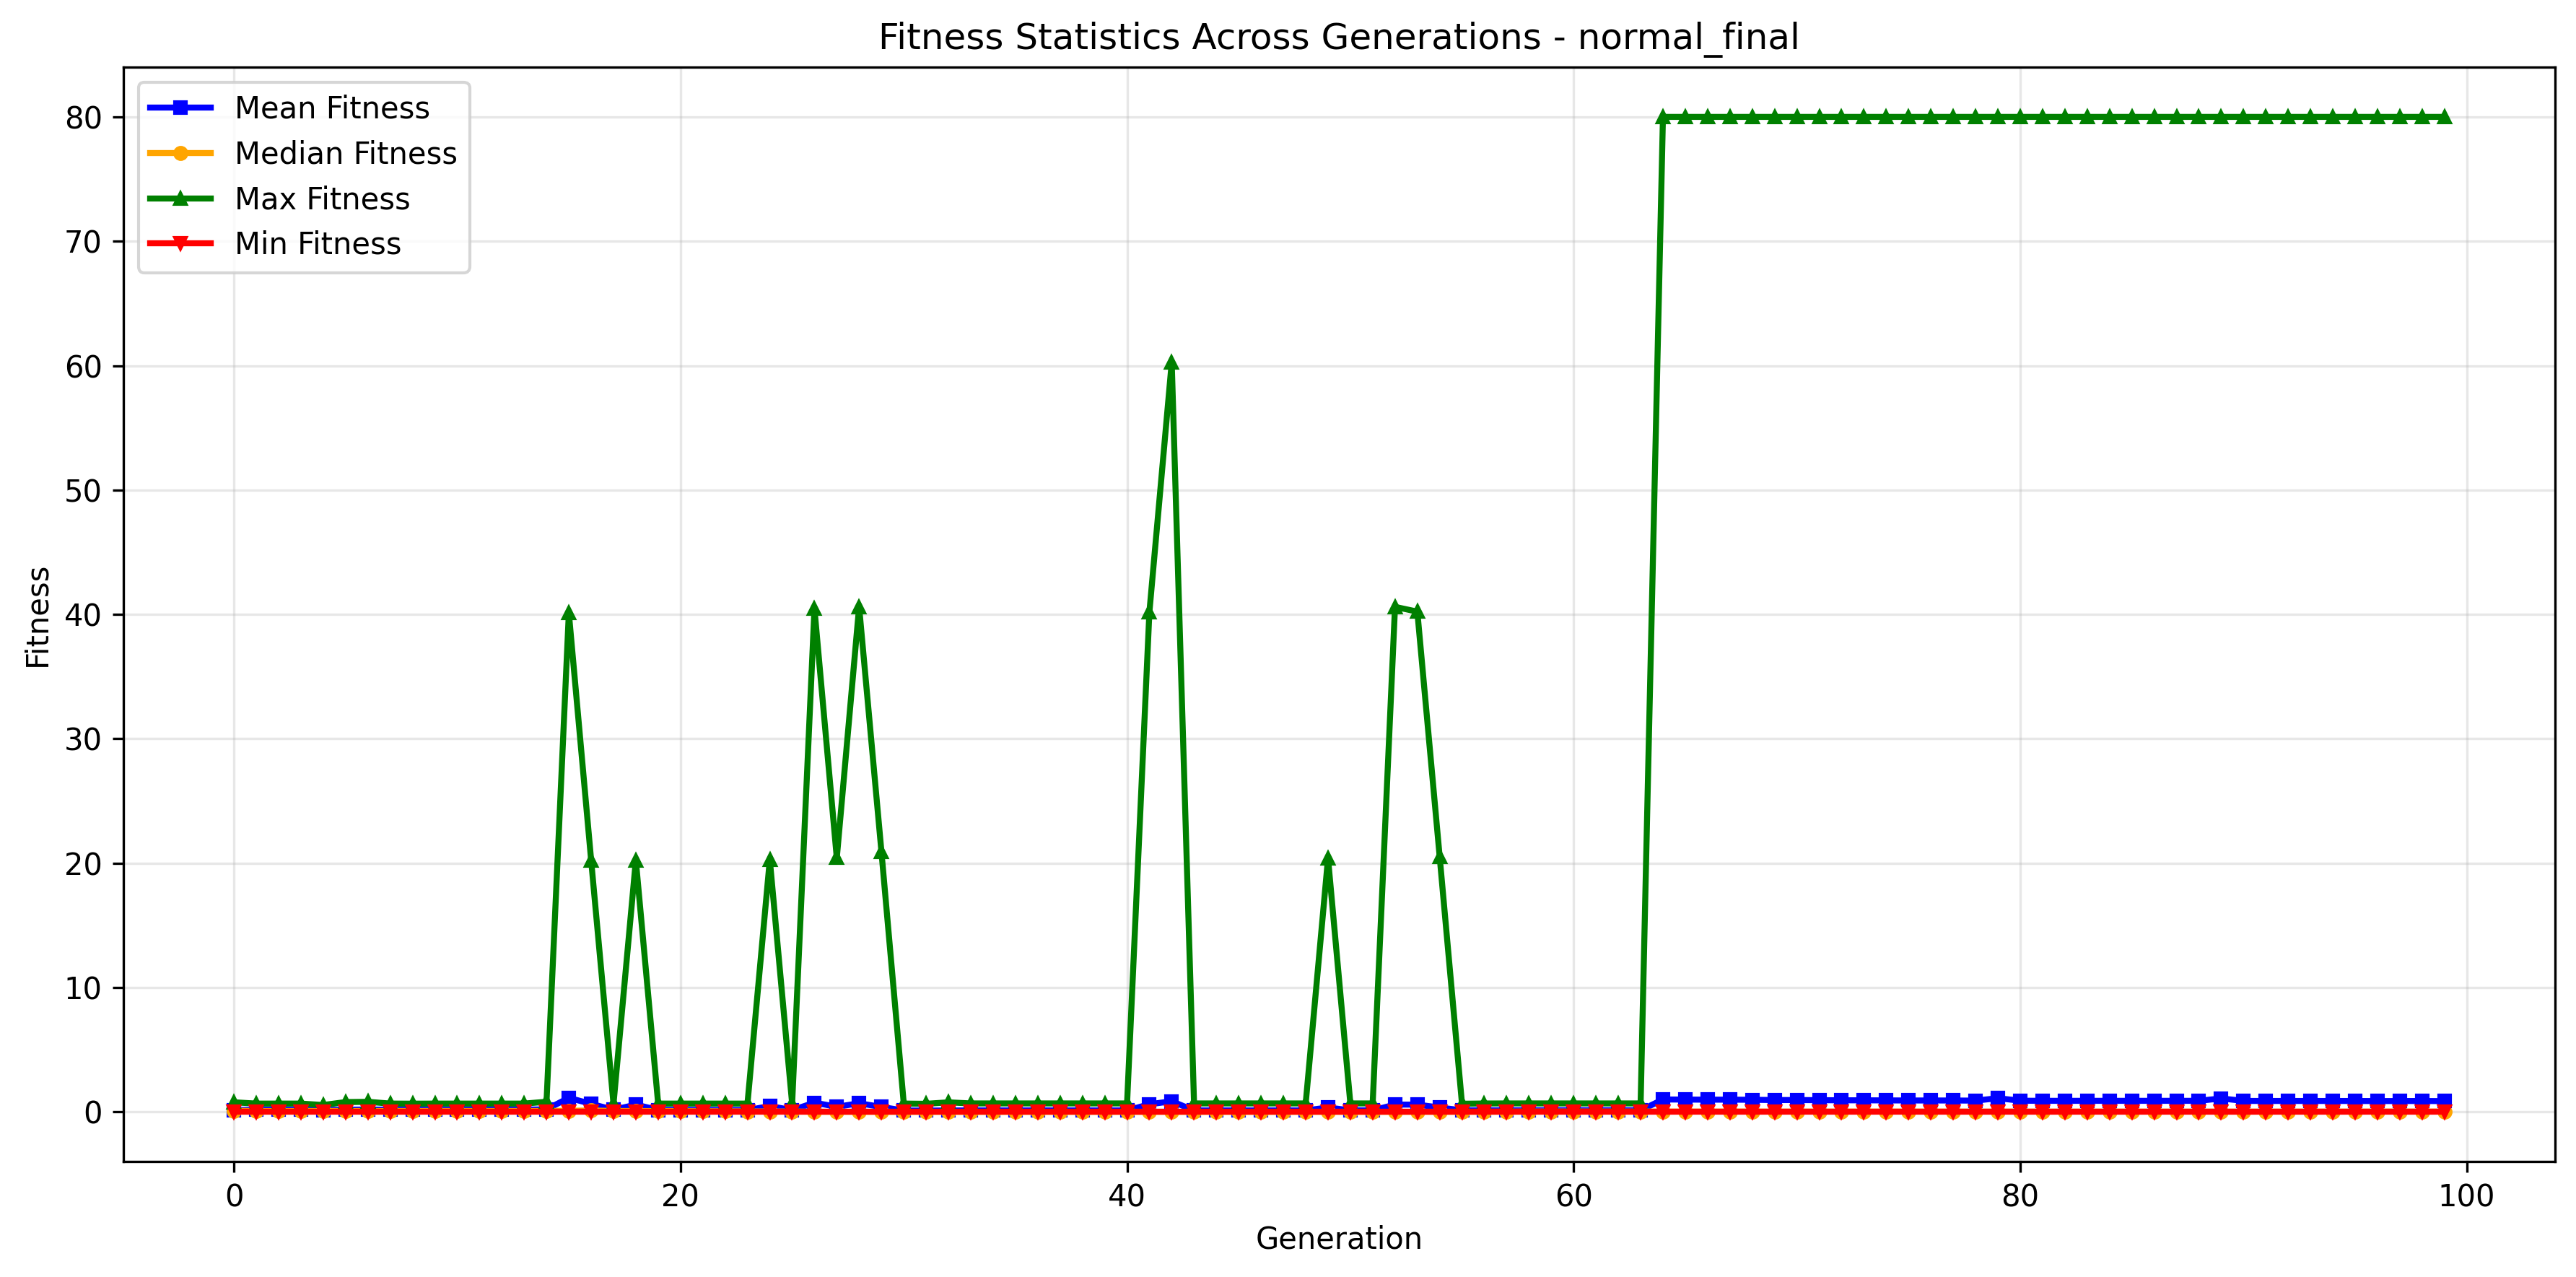 Fitness Statistics Across Generations - normal_final
Mean Fitness
Median Fitness
Max Fitness
Min Fitness
80
70
60
50
40
30
20
10
0
Fitness
0 20 40 60 80 100
Generation